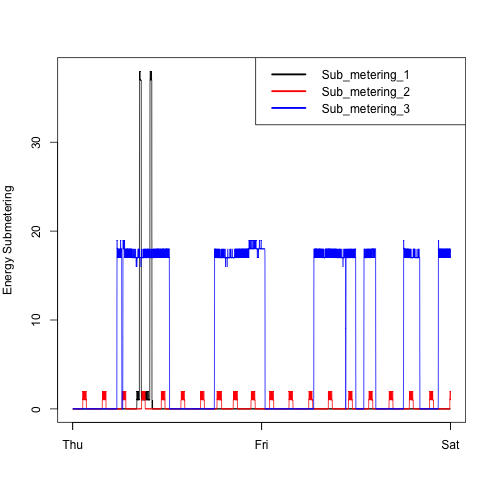 Sub_metering_1
Sub_metering_2
Sub_metering_3
Energy Submetering
30
20
10
0
Thu Fri Sat